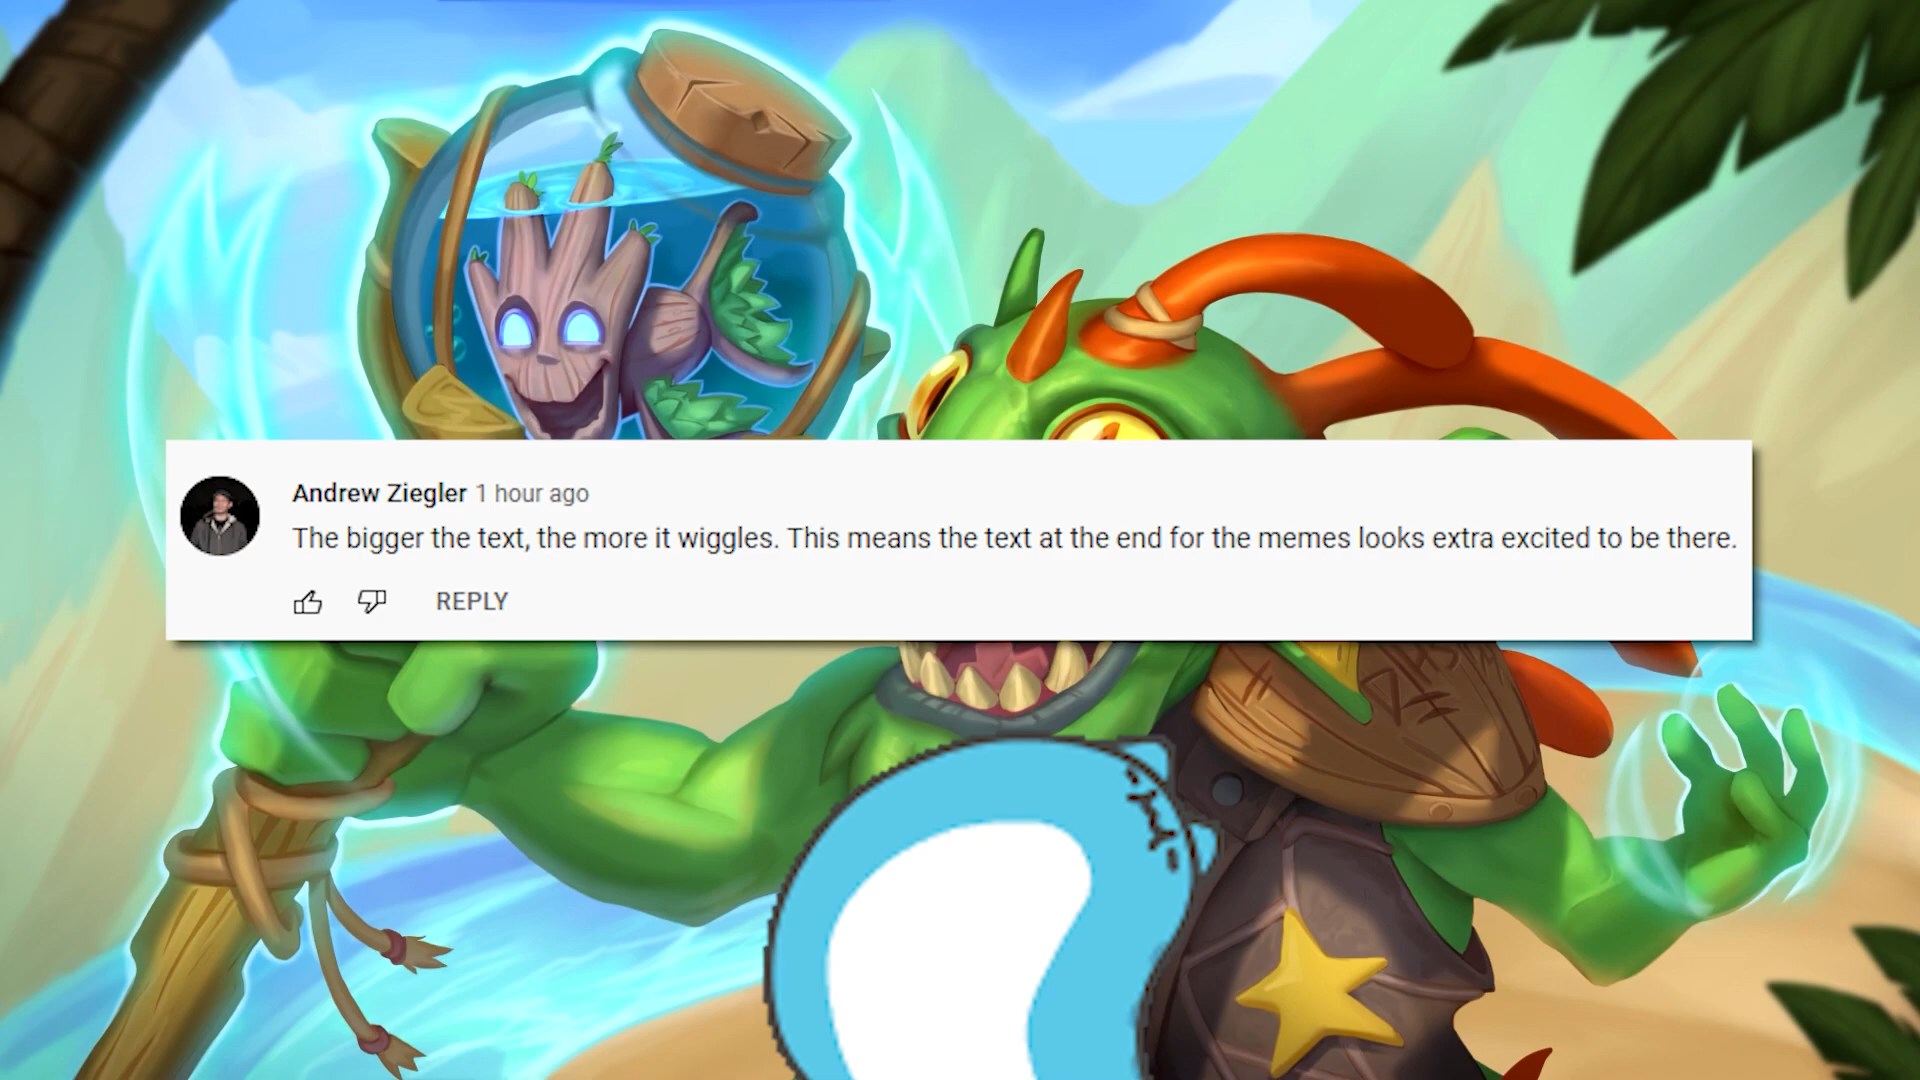 Andrew Ziegler 1 hour ago
The bigger the text, the more it wiggles. This means the text at the end for the memes looks extra excited to be there.
REPLY